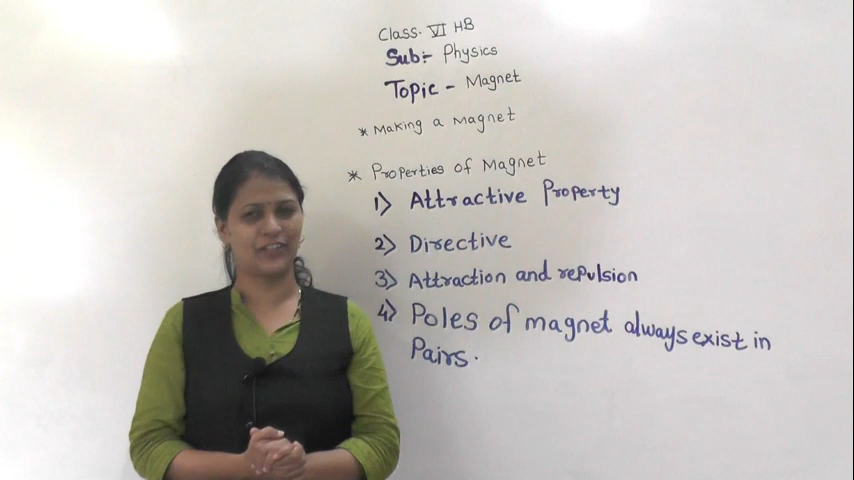 Class- VI HB
Sub:- Physics
Topic - Magnet
* Making a Magnet
* Properties of Magnet
1) Attractive Property
2) Directive
3) Attraction and repulsion
4) Poles of magnet always exist in
Pairs.